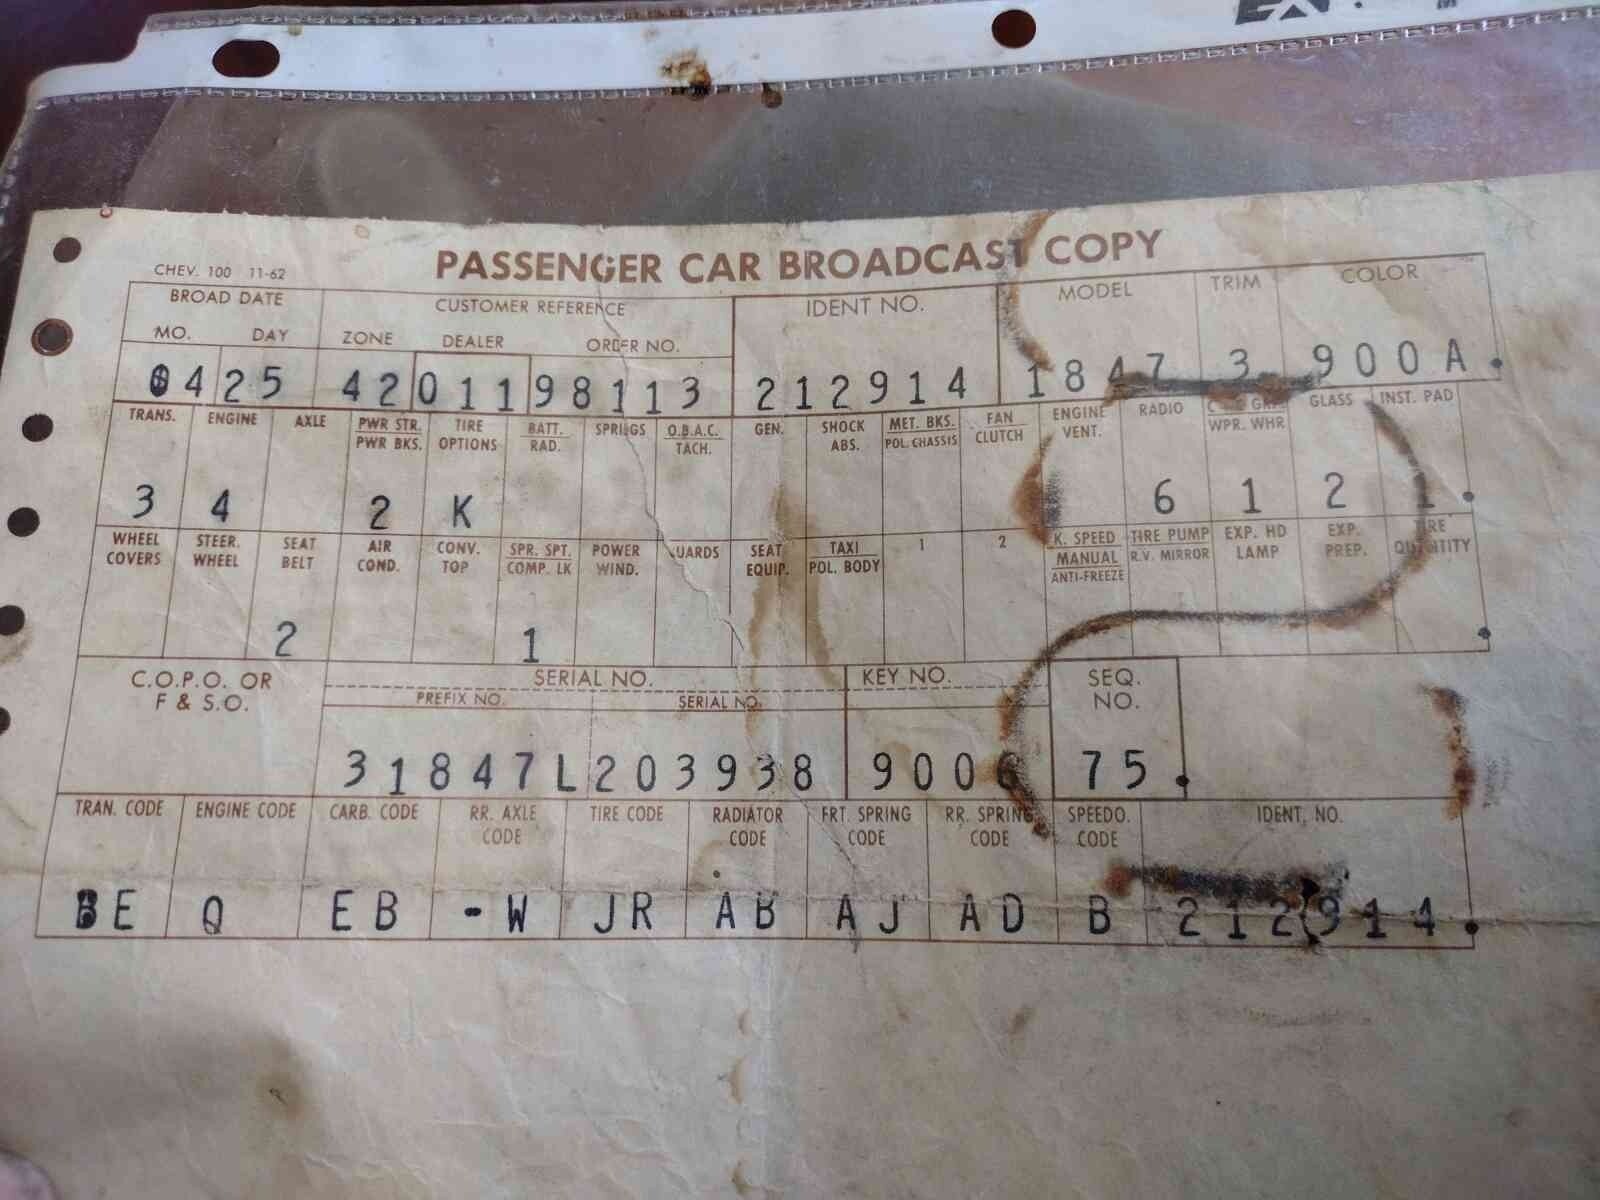 PASSENGER CAR BROADCAST COPY
CHEV. 100 11-62
BROAD DATE CUSTOMER REFERENCE IDENT NO. MODEL TRIM COLOR
MO. DAY ZONE DEALER ORDER NO.
04 25 42 011 98113 212914 1847 3 900A.
TRANS. ENGINE AXLE PWR STR. TIRE BATT. SPRINGS O.B.A.C. GEN. SHOCK MET. BKS. FAN ENGINE RADIO GLASS INST. PAD
PWR BKS. OPTIONS RAD. TACH. ABS. POL. CHASSIS CLUTCH VENT. WPR. WHR
3 4 2 K 6 1 2 1.
WHEEL STEER. SEAT AIR CONV. SPR. SPT. POWER GUARDS SEAT TAXI 1 2 K. SPEED TIRE PUMP EXP. HD EXP. TIRE
COVERS WHEEL BELT COND. TOP COMP. LK WIND. EQUIP. POL. BODY MANUAL R.V. MIRROR LAMP PREP. QUANTITY
ANTI-FREEZE
2 1 .
C.O.P.O. OR SERIAL NO. KEY NO. SEQ.
F & S.O. PREFIX NO. SERIAL NO. NO.
31847L 203938 9006 75.
TRAN. CODE ENGINE CODE CARB. CODE RR. AXLE TIRE CODE RADIATOR FRT. SPRING RR. SPRING SPEEDO. IDENT. NO.
CODE CODE CODE CODE CODE
BE Q EB -W JR AB AJ AD B 212914.